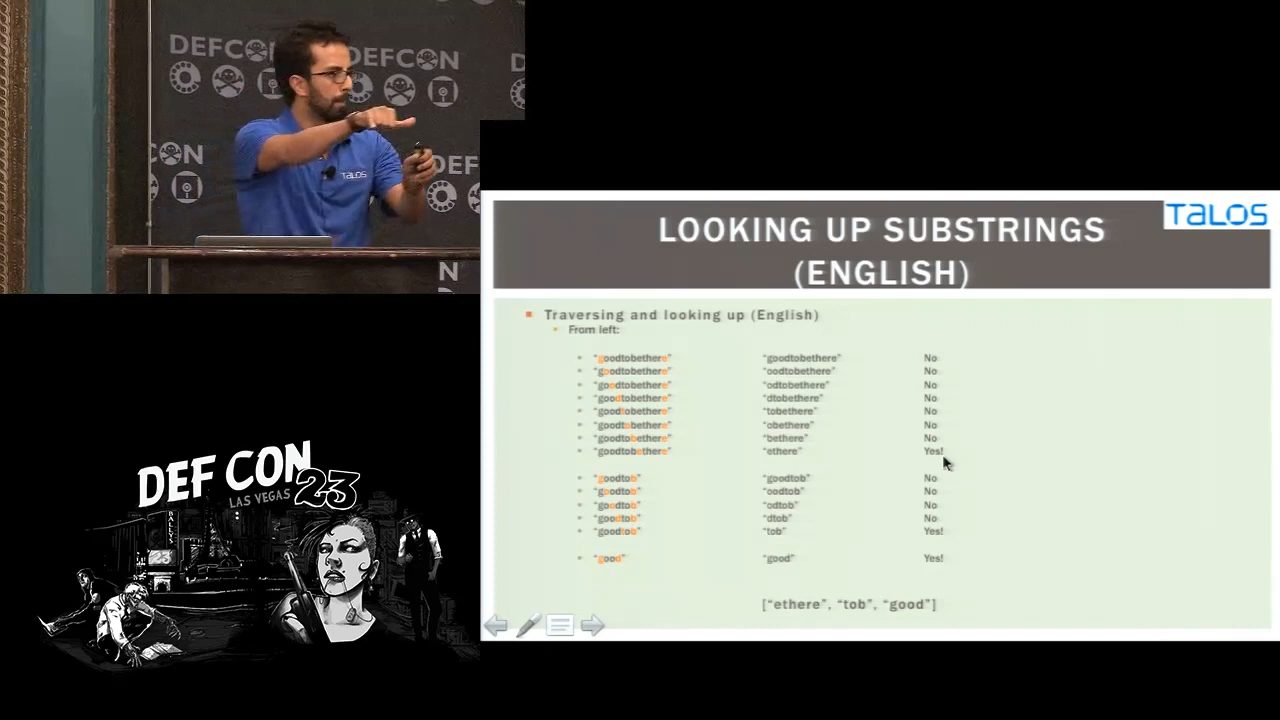 DEFCON
DEFCON
CON
DEF
N
TALOS
TALOS
LOOKING UP SUBSTRINGS
(ENGLISH)
Traversing and looking up (English)
From left:
"goodtobethere" "goodtobethere" No
"goodtobethere" "oodtobethere" No
"goodtobethere" "odtobethere" No
"goodtobethere" "dtobethere" No
"goodtobethere" "tobethere" No
"goodtobethere" "obethere" No
"goodtobethere" "bethere" No
"goodtobethere" "ethere" Yes!
"goodtob" "goodtob" No
"goodtob" "oodtob" No
"goodtob" "odtob" No
"goodtob" "dtob" No
"goodtob" "tob" Yes!
"good" "good" Yes!
["ethere", "tob", "good"]
DEF CON
LAS VEGAS 23
BALLY'S